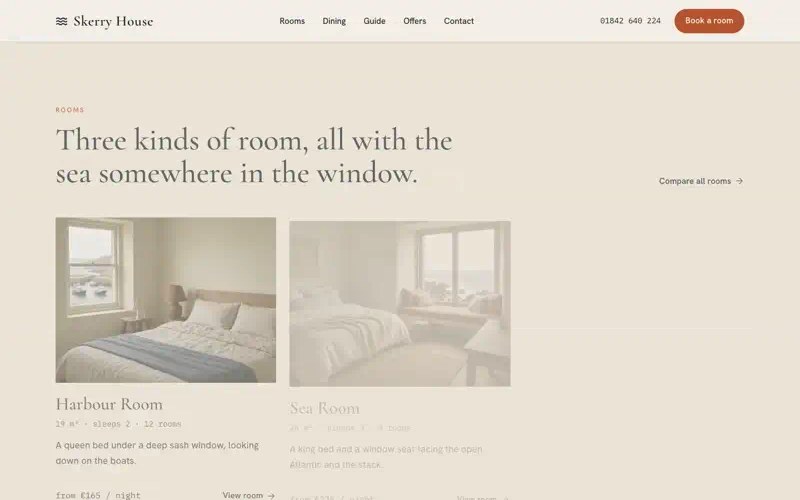 Skerry House
Rooms Dining Guide Offers Contact
01842 640 224
Book a room
ROOMS
Three kinds of room, all with the
sea somewhere in the window.
Compare all rooms →
Harbour Room
19 m² · sleeps 2 · 12 rooms
A queen bed under a deep sash window, looking
down on the boats.
from £165 / night
View room →
Sea Room
A king bed and a window seat facing the open
Atlantic and the stack.
View room →